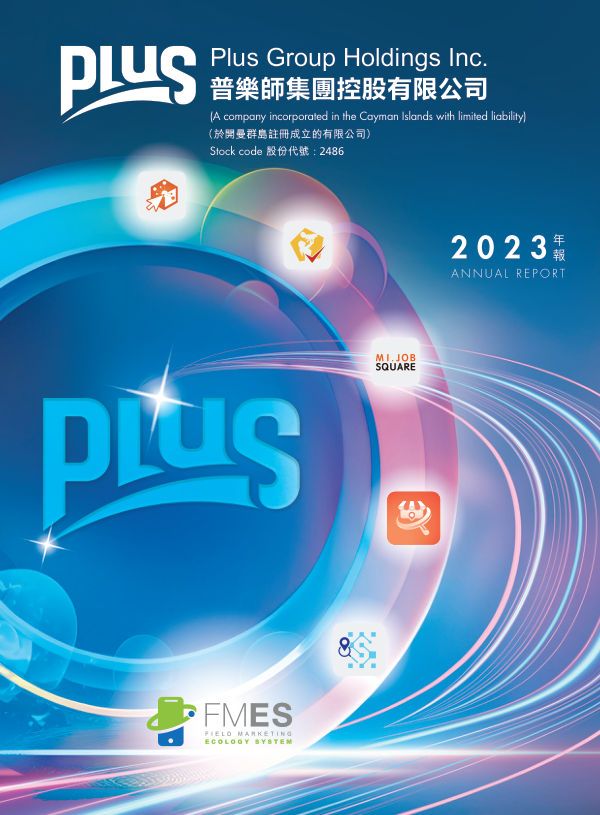 PLUS
Plus Group Holdings Inc.
普樂師集團控股有限公司
(A company incorporated in the Cayman Islands with limited liability)
(於開曼群島註冊成立的有限公司)
Stock code 股份代號 : 2486
2023 年報
ANNUAL REPORT
MI.JOB
SQUARE
PLUS
FMES
FIELD MARKETING
ECOLOGY SYSTEM